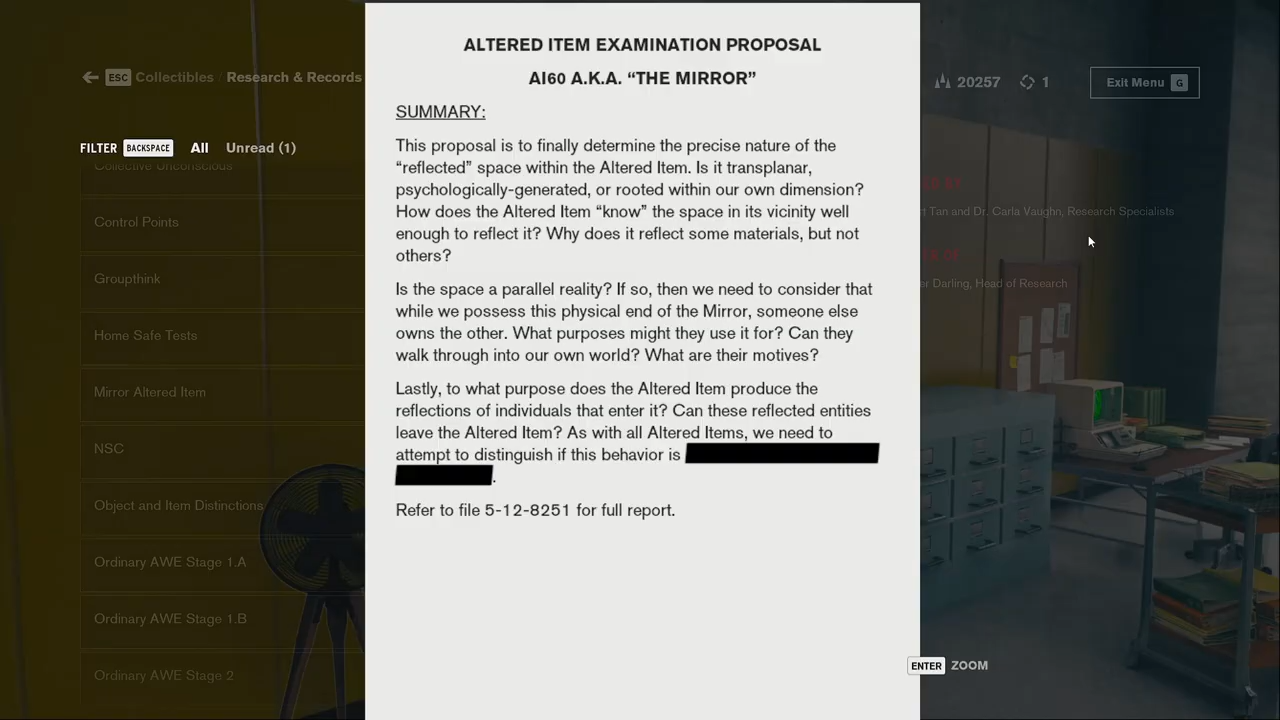 ALTERED ITEM EXAMINATION PROPOSAL
AI60 A.K.A. “THE MIRROR”
← ESC Collectibles / Research & Records
20257 1 Exit Menu G
SUMMARY:
FILTER BACKSPACE All Unread (1)
This proposal is to finally determine the precise nature of the
“reflected” space within the Altered Item. Is it transplanar,
psychologically-generated, or rooted within our own dimension?
How does the Altered Item “know” the space in its vicinity well
enough to reflect it? Why does it reflect some materials, but not
others?
Is the space a parallel reality? If so, then we need to consider that
while we possess this physical end of the Mirror, someone else
owns the other. What purposes might they use it for? Can they
walk through into our own world? What are their motives?
Lastly, to what purpose does the Altered Item produce the
reflections of individuals that enter it? Can these reflected entities
leave the Altered Item? As with all Altered Items, we need to
attempt to distinguish if this behavior is
.
Refer to file 5-12-8251 for full report.
Collective Unconscious
Control Points
Groupthink
Home Safe Tests
Mirror Altered Item
NSC
Object and Item Distinctions
Ordinary AWE Stage 1.A
Ordinary AWE Stage 1.B
Ordinary AWE Stage 2
t Tan and Dr. Carla Vaughn, Research Specialists
er Darling, Head of Research
ENTER ZOOM